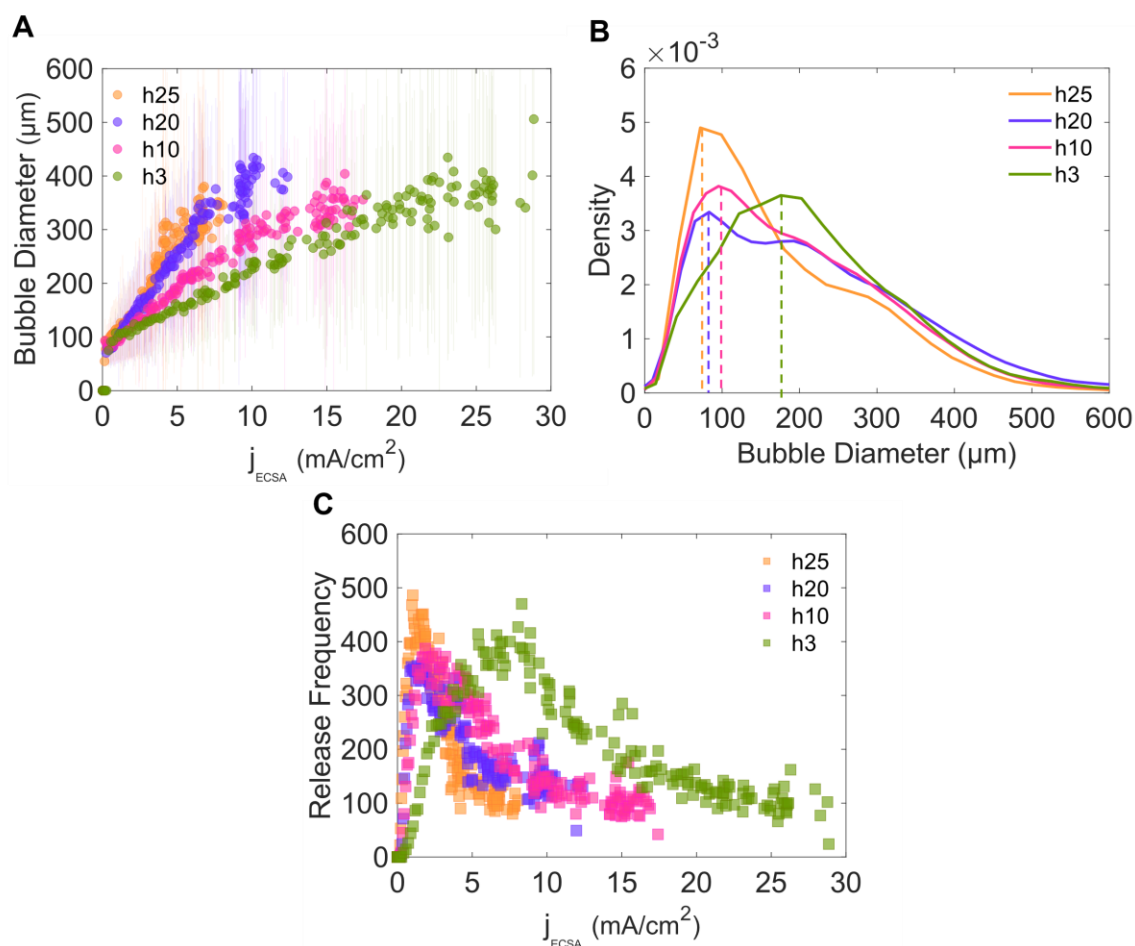 A
600
500
400
300
200
100
0
Bubble Diameter (μm)
h25
h20
h10
h3
0 5 10 15 20 25 30
j_ECSA (mA/cm²)
B
×10⁻³
6
5
4
3
2
1
0
Density
h25
h20
h10
h3
0 100 200 300 400 500 600
Bubble Diameter (μm)
C
600
500
400
300
200
100
0
Release Frequency
h25
h20
h10
h3
0 5 10 15 20 25 30
j_ECSA (mA/cm²)